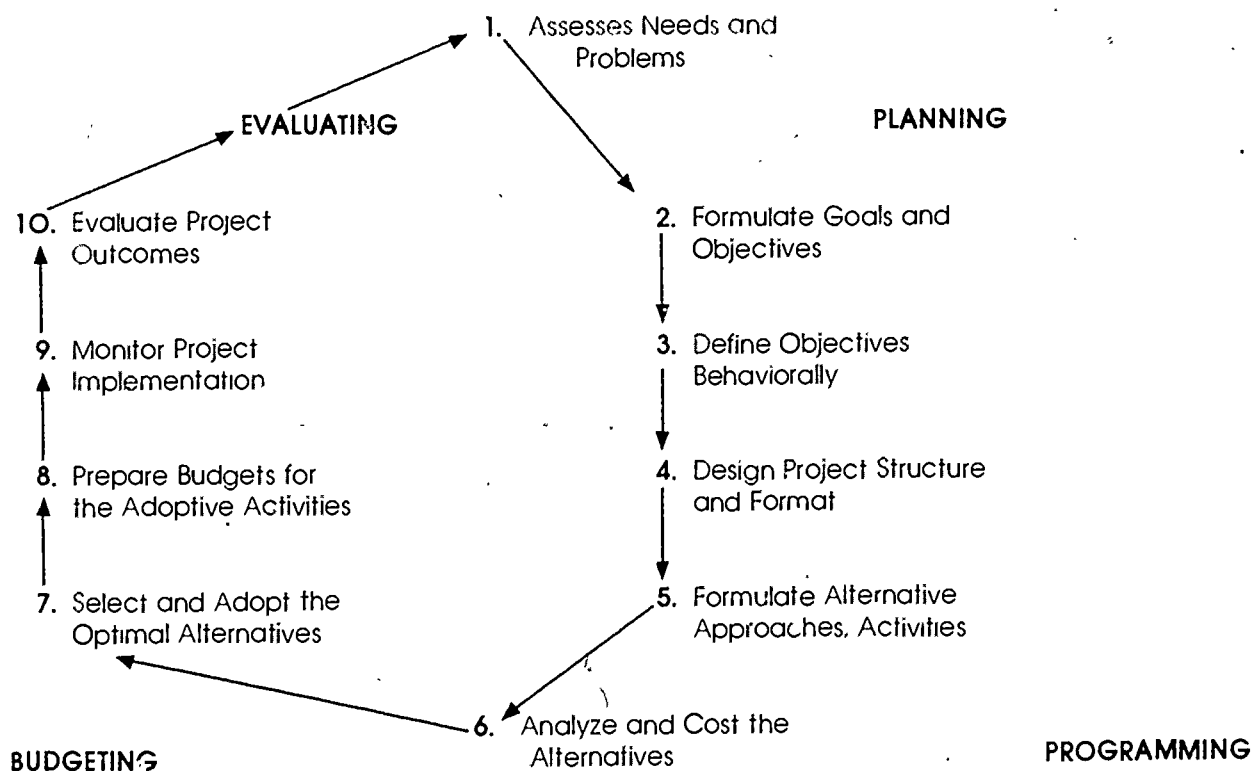 1. Assesses Needs and
Problems
EVALUATING
PLANNING
10. Evaluate Project
Outcomes
2. Formulate Goals and
Objectives
9. Monitor Project
Implementation
3. Define Objectives
Behaviorally
8. Prepare Budgets for
the Adoptive Activities
4. Design Project Structure
and Format
7. Select and Adopt the
Optimal Alternatives
5. Formulate Alternative
Approaches, Activities
6. Analyze and Cost the
Alternatives
BUDGETING
PROGRAMMING